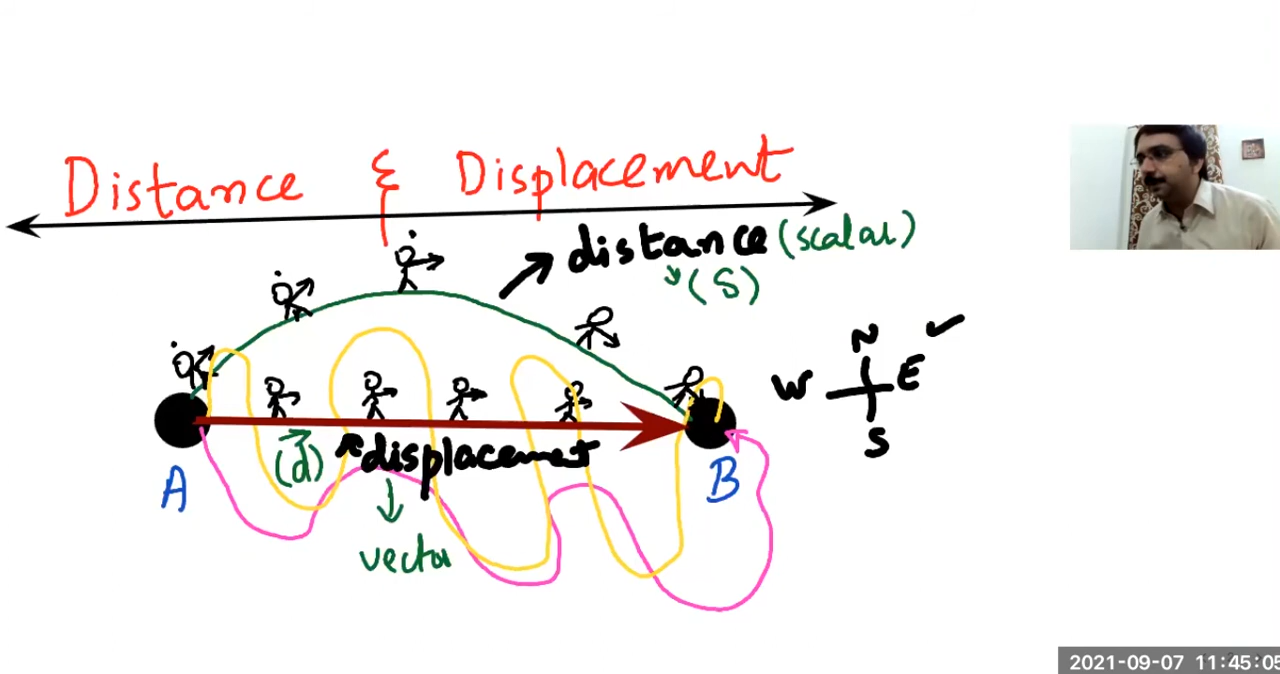 Distance & Displacement
distance (scalar)
(S)
N
W E
S
(d⃗) displacement
A
B
vector
2021-09-07 11:45:05